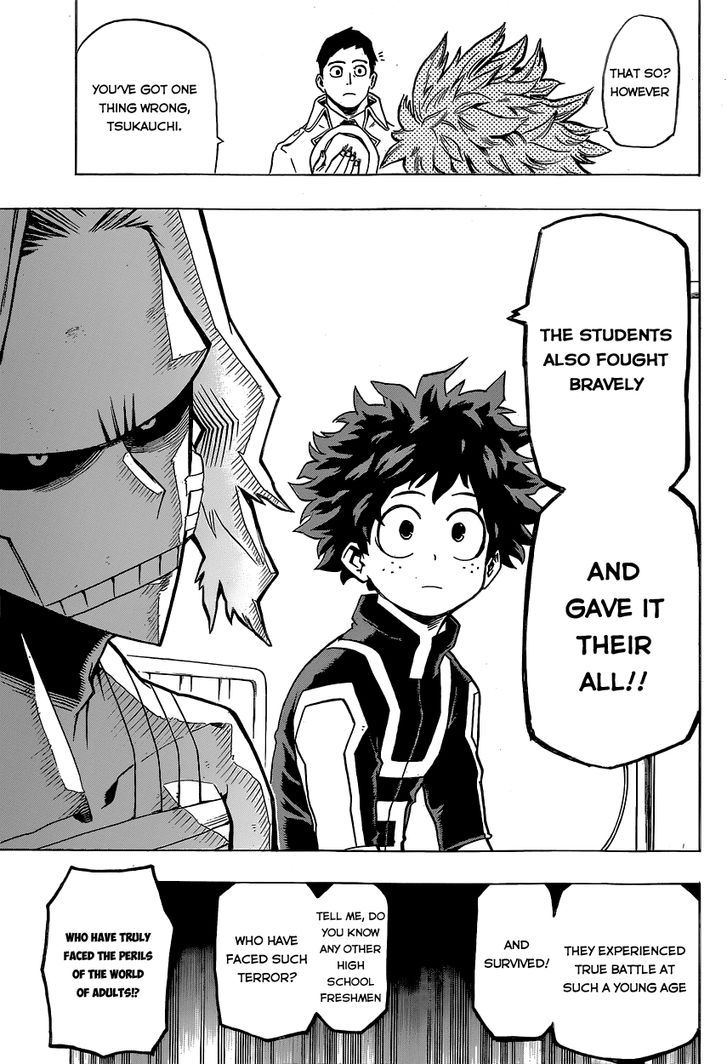 THAT SO?
HOWEVER
YOU'VE GOT ONE
THING WRONG,
TSUKAUCHI.
THE STUDENTS
ALSO FOUGHT
BRAVELY
AND
GAVE IT
THEIR
ALL!!
THEY EXPERIENCED
TRUE BATTLE AT
SUCH A YOUNG AGE
AND
SURVIVED!
TELL ME, DO
YOU KNOW
ANY OTHER
HIGH
SCHOOL
FRESHMEN
WHO HAVE
FACED SUCH
TERROR?
WHO HAVE TRULY
FACED THE PERILS
OF THE WORLD
OF ADULTS!?